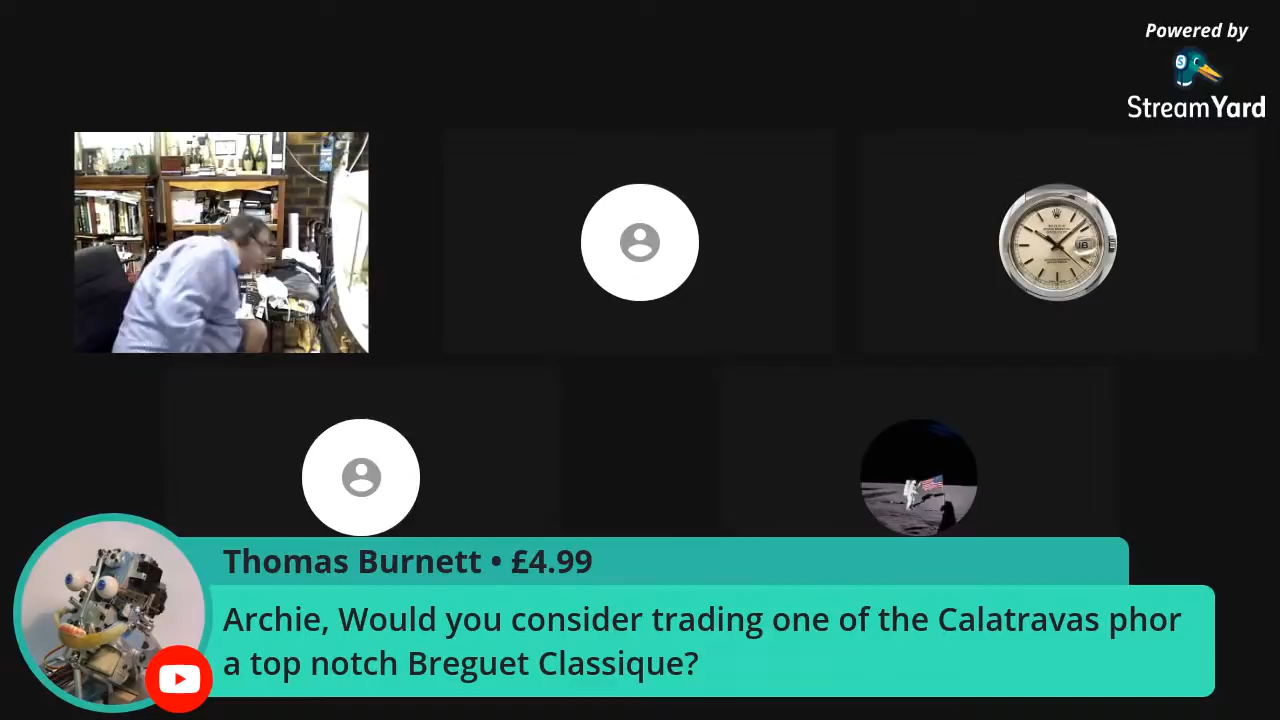 Powered by
StreamYard
Thomas Burnett • £4.99
Archie, Would you consider trading one of the Calatravas phor
a top notch Breguet Classique?